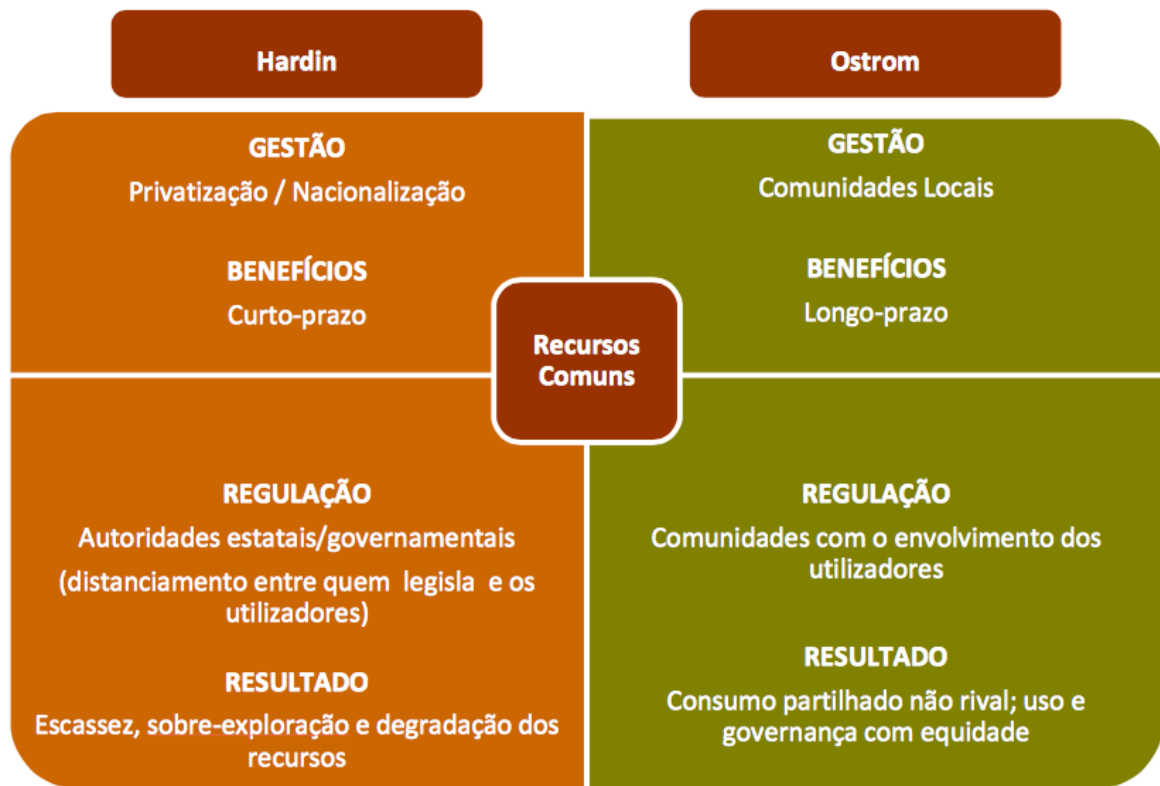 Hardin
Ostrom
GESTÃO
Privatização / Nacionalização
BENEFÍCIOS
Curto-prazo
GESTÃO
Comunidades Locais
BENEFÍCIOS
Longo-prazo
Recursos
Comuns
REGULAÇÃO
Autoridades estatais/governamentais
(distanciamento entre quem legisla e os
utilizadores)
RESULTADO
Escassez, sobre-exploração e degradação dos
recursos
REGULAÇÃO
Comunidades com o envolvimento dos
utilizadores
RESULTADO
Consumo partilhado não rival; uso e
governança com equidade